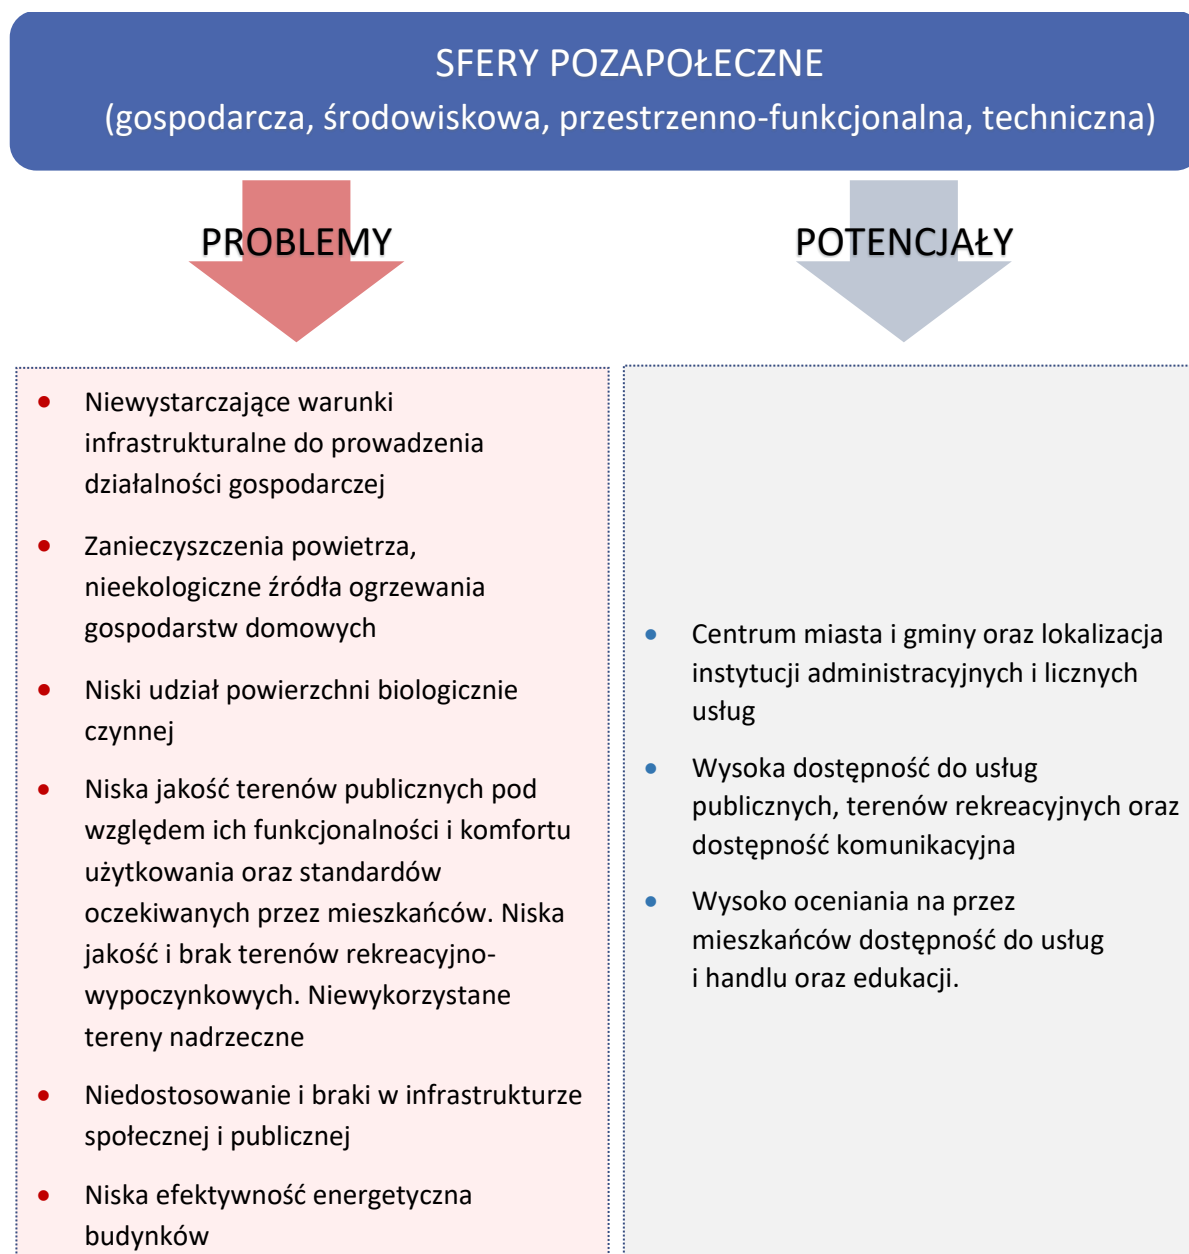 SFERY POZAPOŁECZNE
(gospodarcza, środowiskowa, przestrzenno-funkcjonalna, techniczna)
PROBLEMY
• Niewystarczające warunki
infrastrukturalne do prowadzenia
działalności gospodarczej
• Zanieczyszczenia powietrza,
nieekologiczne źródła ogrzewania
gospodarstw domowych
• Niski udział powierzchni biologicznie
czynnej
• Niska jakość terenów publicznych pod
względem ich funkcjonalności i komfortu
użytkowania oraz standardów
oczekiwanych przez mieszkańców. Niska
jakość i brak terenów rekreacyjno-
wypoczynkowych. Niewykorzystane
tereny nadrzeczne
• Niedostosowanie i braki w infrastrukturze
społecznej i publicznej
• Niska efektywność energetyczna
budynków
POTENCJAŁY
• Centrum miasta i gminy oraz lokalizacja
instytucji administracyjnych i licznych
usług
• Wysoka dostępność do usług
publicznych, terenów rekreacyjnych oraz
dostępność komunikacyjna
• Wysoko oceniania na przez
mieszkańców dostępność do usług
i handlu oraz edukacji.